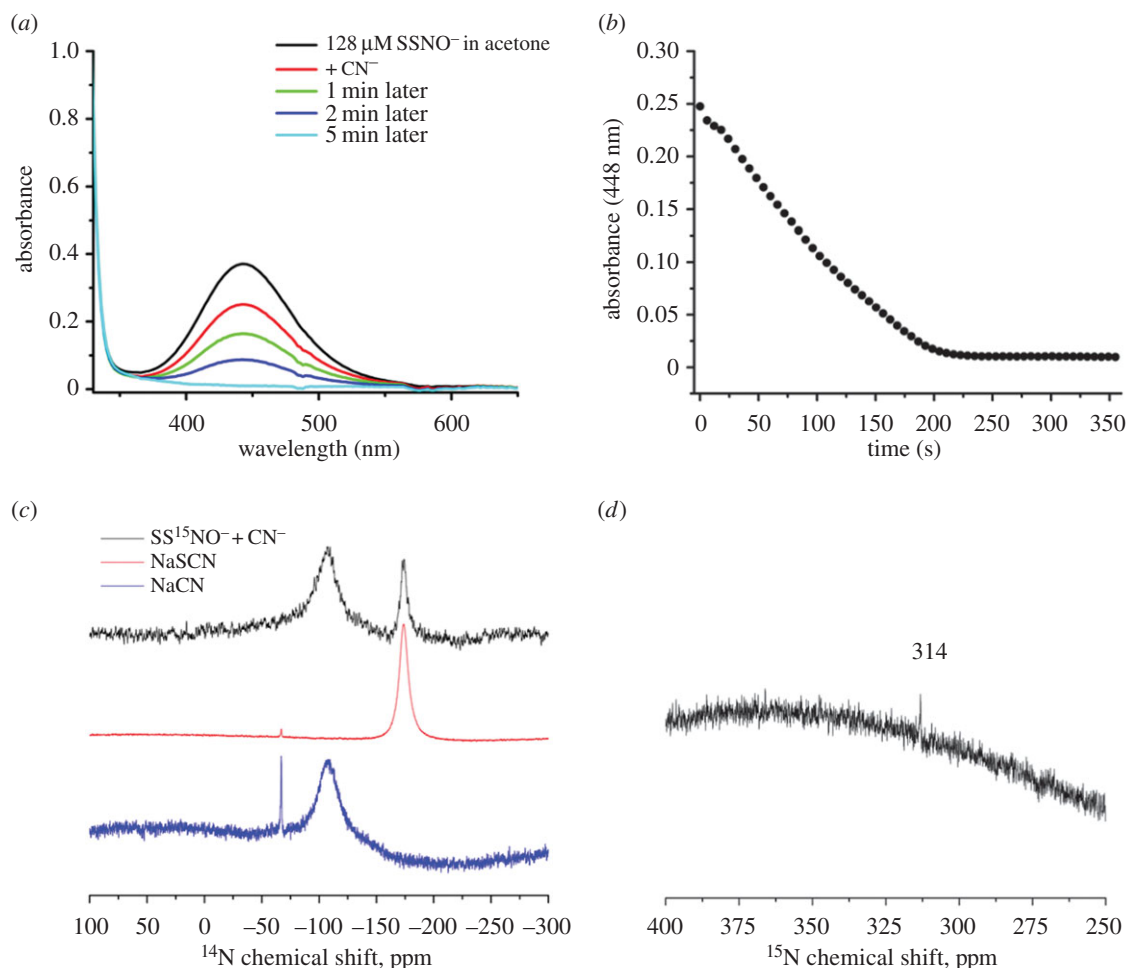 (a)
128 µM SSNO⁻ in acetone
+ CN⁻
1 min later
2 min later
5 min later
1.0
0.8
0.6
0.4
0.2
0
absorbance
400 500 600
wavelength (nm)
(b)
0.30
0.25
0.20
0.15
0.10
0.05
0
absorbance (448 nm)
0 50 100 150 200 250 300 350
time (s)
(c)
SS¹⁵NO⁻ + CN⁻
NaSCN
NaCN
100 50 0 –50 –100 –150 –200 –250 –300
¹⁴N chemical shift, ppm
(d)
314
400 375 350 325 300 275 250
¹⁵N chemical shift, ppm